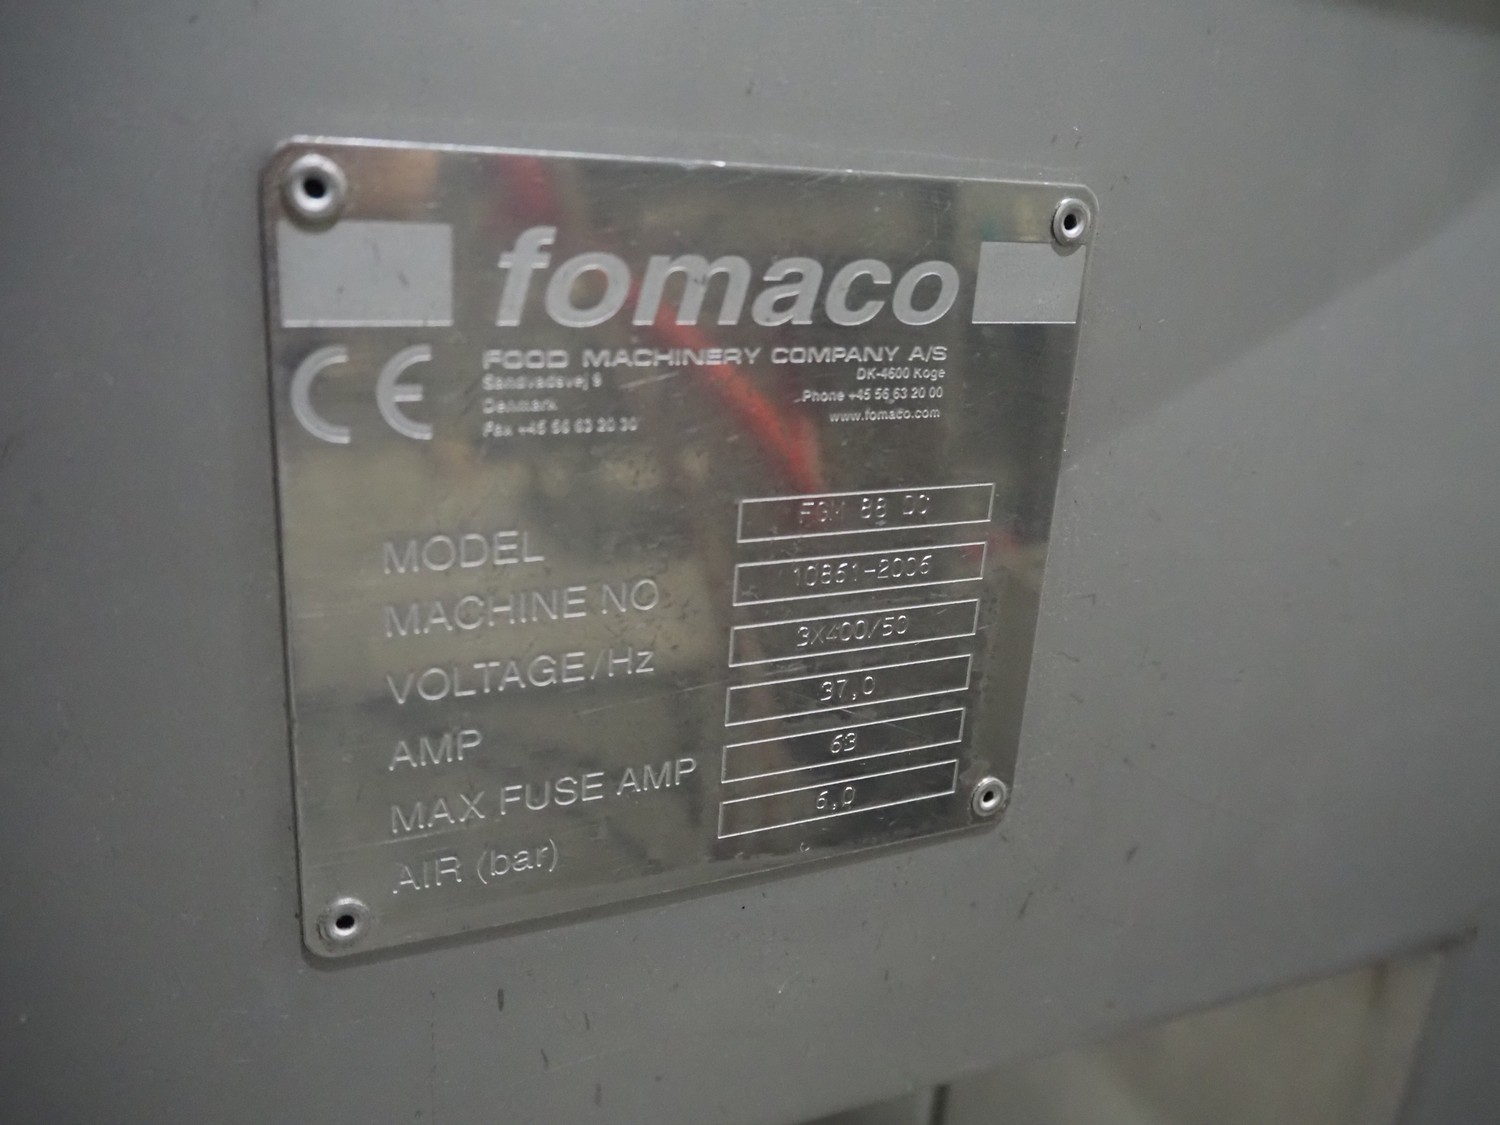 fomaco
CE
FOOD MACHINERY COMPANY A/S
Sandvadsvej 9 DK-4600 Koge
Denmark Phone +45 56 63 20 00
Fax +45 56 63 20 30 www.fomaco.com
MODEL FGM 88 DC
MACHINE NO 10861-2006
VOLTAGE/Hz 3X400/50
AMP 37,0
MAX FUSE AMP 63
AIR (bar) 6,0